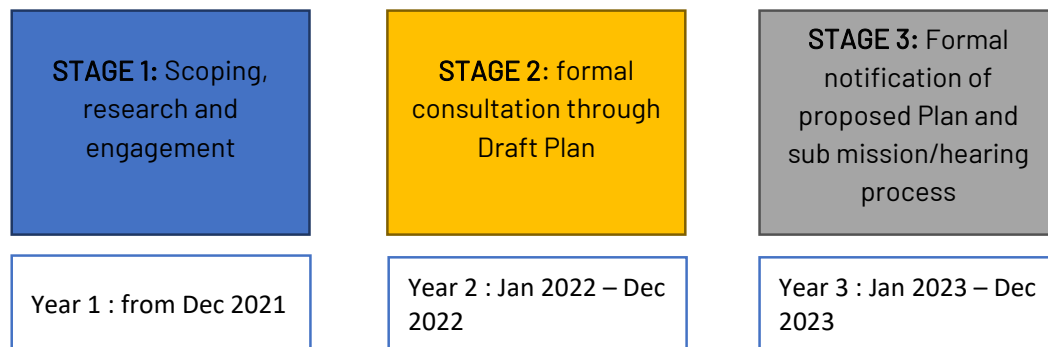 STAGE 1: Scoping,
research and
engagement
STAGE 2: formal
consultation through
Draft Plan
STAGE 3: Formal
notification of
proposed Plan and
sub mission/hearing
process
Year 1 : from Dec 2021
Year 2 : Jan 2022 – Dec
2022
Year 3 : Jan 2023 – Dec
2023